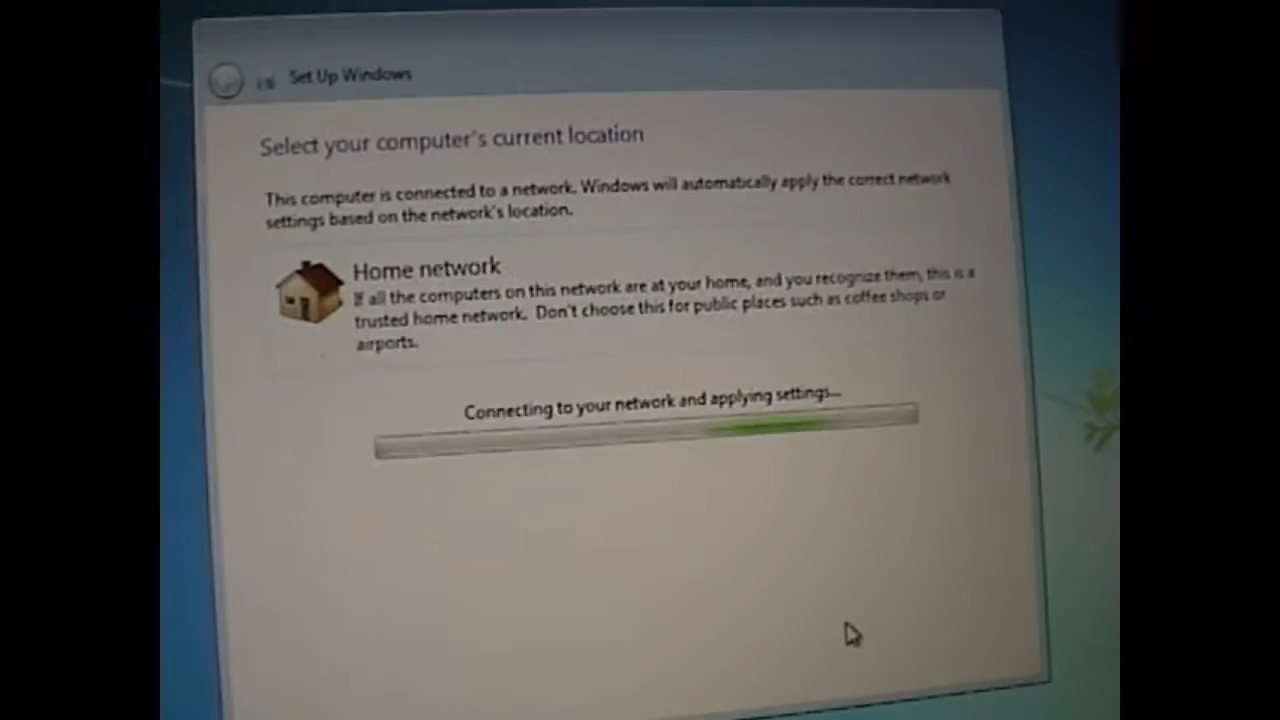 Set Up Windows
Select your computer's current location
This computer is connected to a network. Windows will automatically apply the correct network
settings based on the network's location.
Home network
If all the computers on this network are at your home, and you recognize them, this is a
trusted home network.  Don't choose this for public places such as coffee shops or
airports.
Connecting to your network and applying settings...